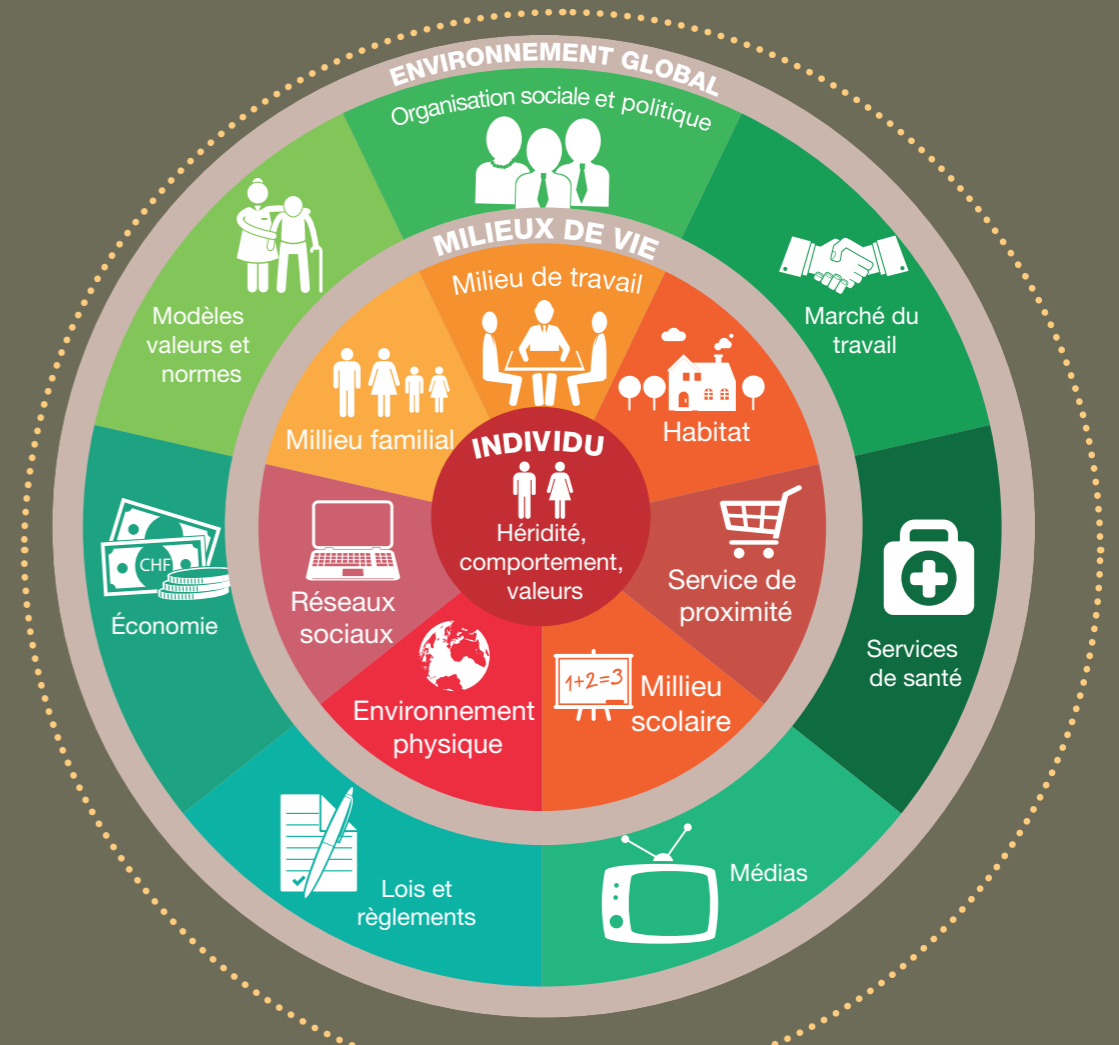 ENVIRONNEMENT GLOBAL
Organisation sociale et politique
Modèles
valeurs et
normes
Marché du
travail
Économie
CHF
Services
de santé
Lois et
règlements
Médias
MILIEUX DE VIE
Milieu de travail
Millieu familial
Habitat
Réseaux
sociaux
Service de
proximité
Environnement
physique
1+2=3
Millieu
scolaire
INDIVIDU
Héridité,
comportement,
valeurs